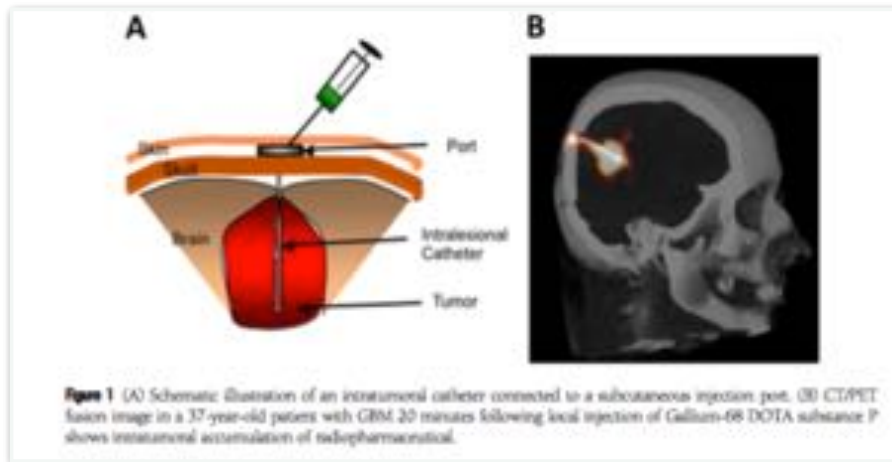 A
B
Skin
Port
Skull
Brain
Intralesional
Catheter
Tumor
Figure 1 (A) Schematic illustration of an intratumoral catheter connected to a subcutaneous injection port. (B) CT/PET
fusion image in a 37-year-old patient with GBM 20 minutes following local injection of Gallium-68 DOTA substance P
shows intratumoral accumulation of radiopharmaceutical.